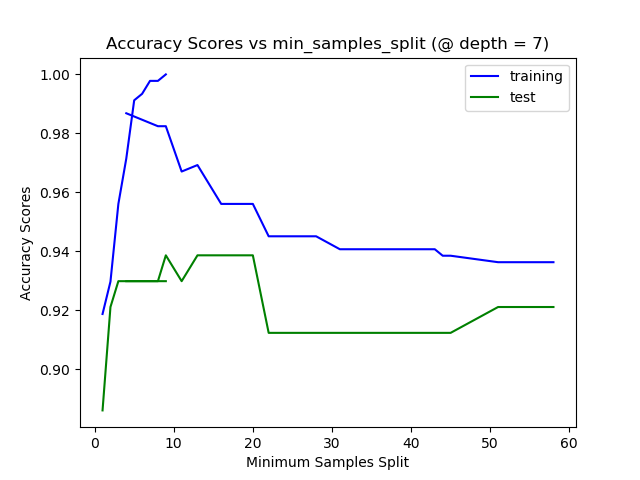 Accuracy Scores vs min_samples_split (@ depth = 7)
training
test
Accuracy Scores
1.00
0.98
0.96
0.94
0.92
0.90
0
10
20
30
40
50
60
Minimum Samples Split